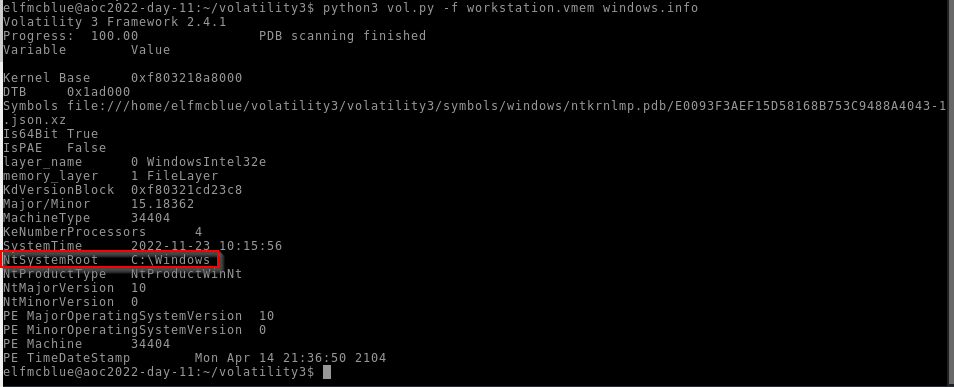 elfmcblue@aoc2022-day-11:~/volatility3$ python3 vol.py -f workstation.vmem windows.info
Volatility 3 Framework 2.4.1
Progress:  100.00               PDB scanning finished
Variable        Value

Kernel Base     0xf803218a8000
DTB     0x1ad000
Symbols file:///home/elfmcblue/volatility3/volatility3/symbols/windows/ntkrnlmp.pdb/E0093F3AEF15D58168B753C9488A4043-1
.json.xz
Is64Bit True
IsPAE   False
layer_name      0 WindowsIntel32e
memory_layer    1 FileLayer
KdVersionBlock  0xf80321cd23c8
Major/Minor     15.18362
MachineType     34404
KeNumberProcessors      4
SystemTime      2022-11-23 10:15:56
NtSystemRoot    C:\Windows
NtProductType   NtProductWinNt
NtMajorVersion  10
NtMinorVersion  0
PE MajorOperatingSystemVersion  10
PE MinorOperatingSystemVersion  0
PE Machine      34404
PE TimeDateStamp        Mon Apr 14 21:36:50 2104
elfmcblue@aoc2022-day-11:~/volatility3$